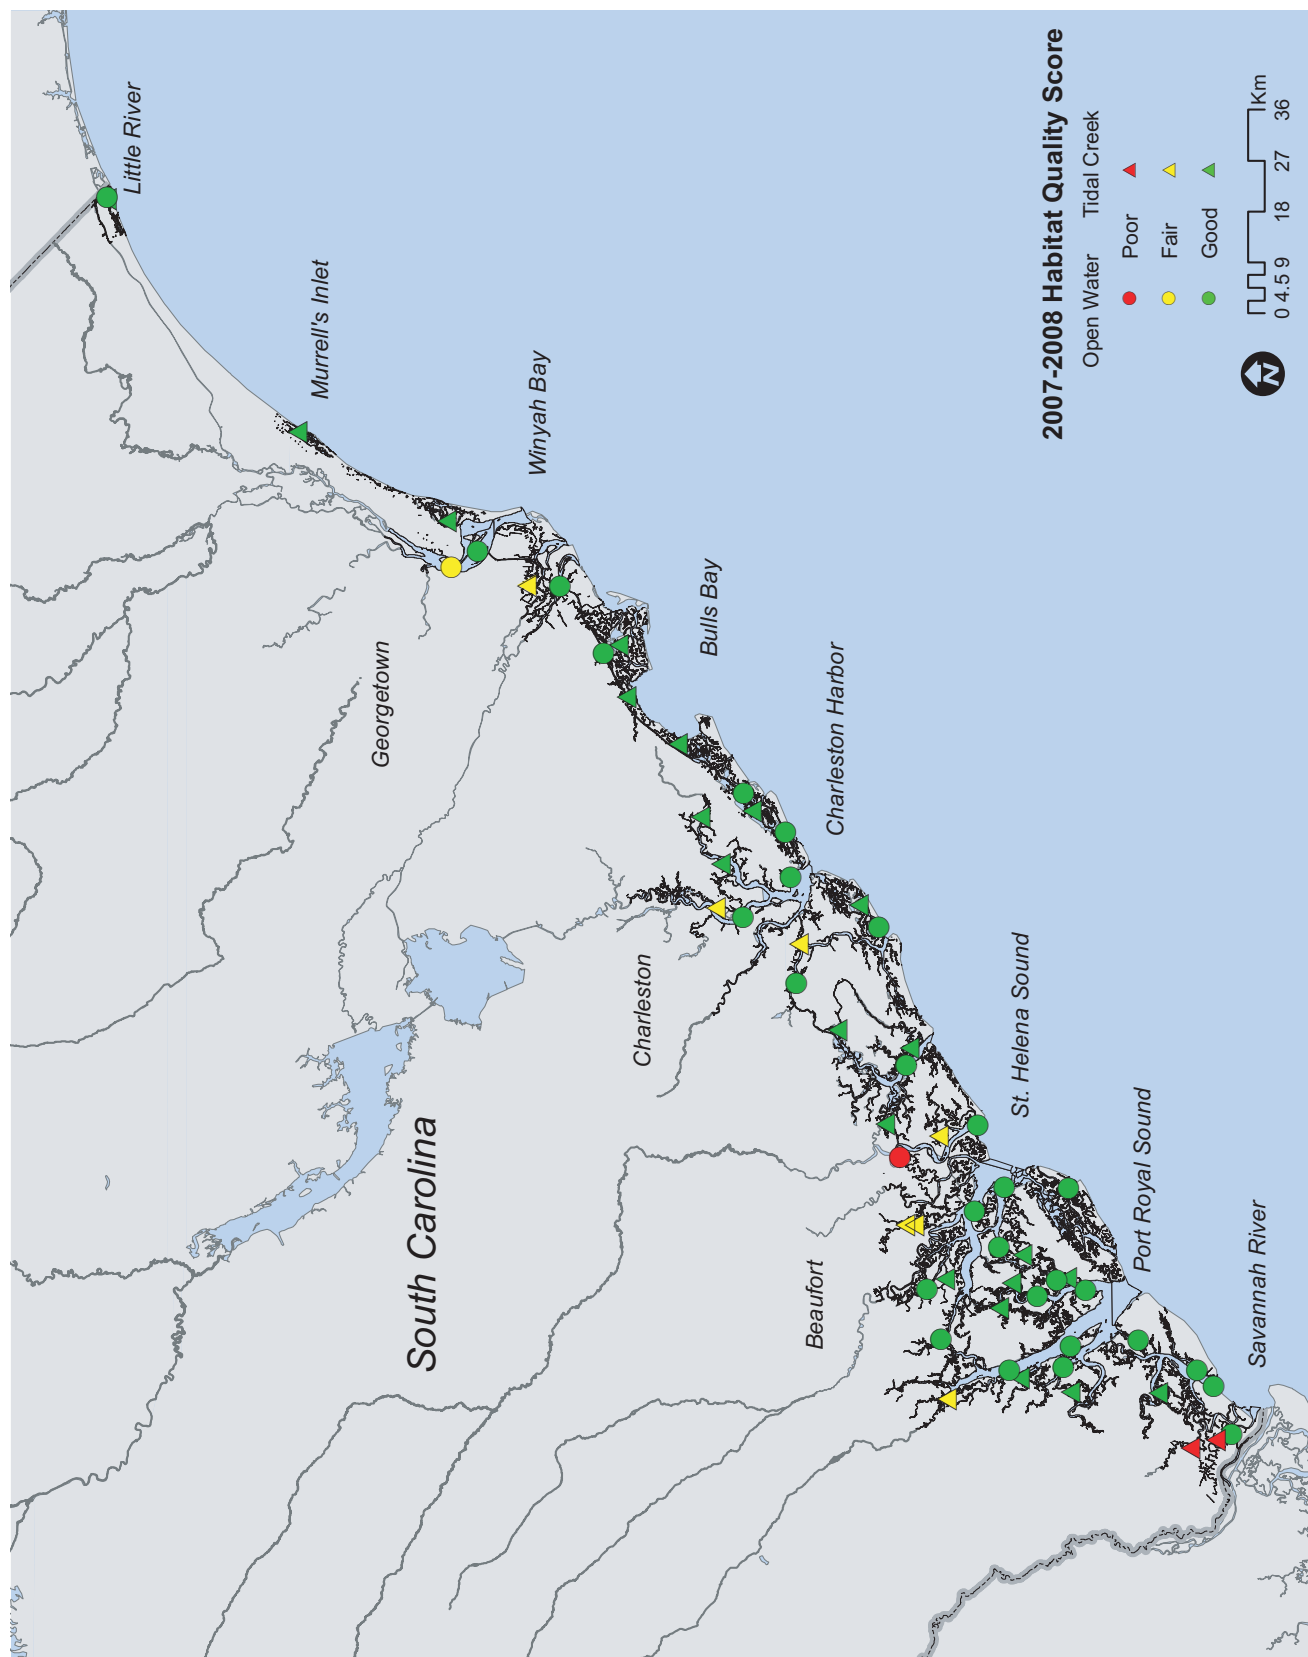 Little River
Murrell's Inlet
Winyah Bay
Georgetown
Bulls Bay
Charleston Harbor
Charleston
South Carolina
St. Helena Sound
Beaufort
Port Royal Sound
Savannah River
2007-2008 Habitat Quality Score
Open Water Tidal Creek
Poor
Fair
Good
0 4.5 9 18 27 36 Km
N